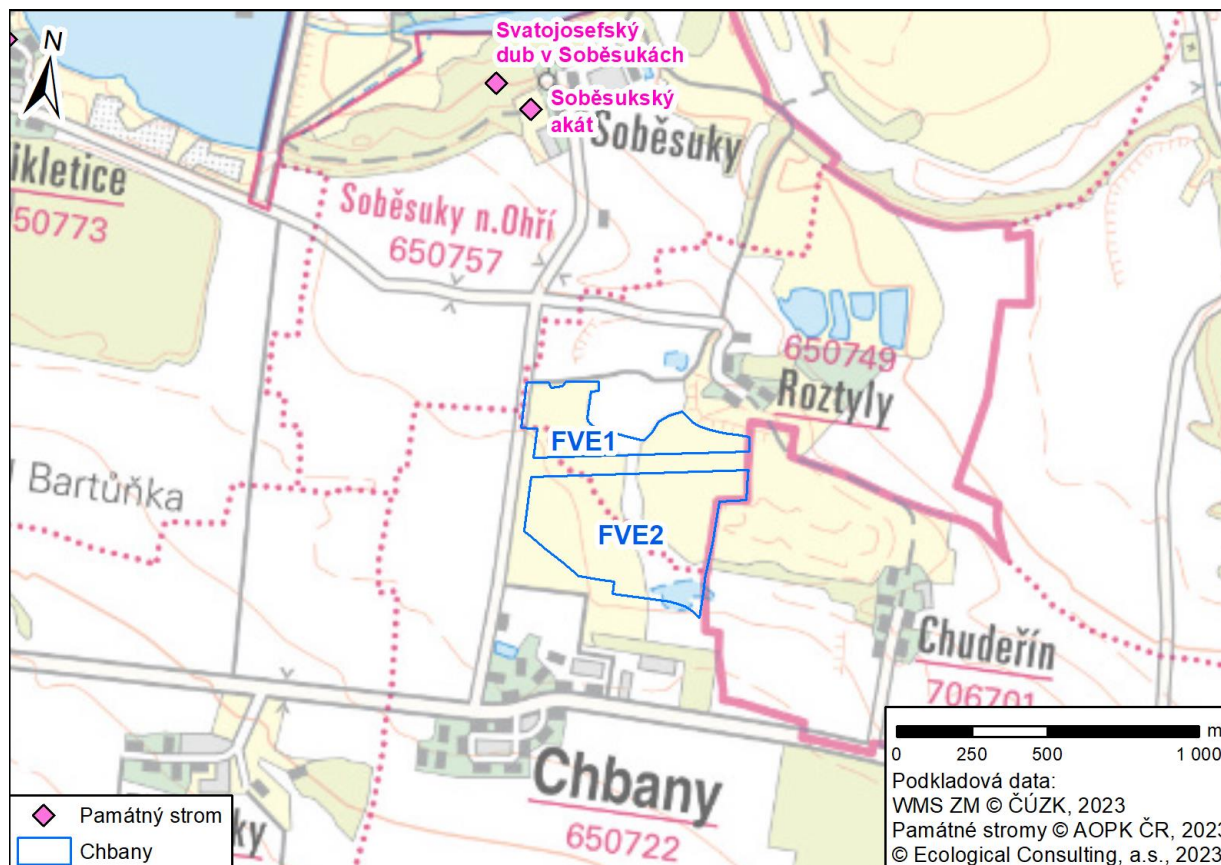 N
Svatojosefský
dub v Soběsukách
Soběsukský
akát
Soběsuky
ikletice
50773
Soběsuky n.Ohří
650757
650749
Roztyly
Bartůňka
FVE1
FVE2
Chudeřín
706701
Chbany
650722
ky
Památný strom
Chbany
0 250 500 1 000 m
Podkladová data:
WMS ZM © ČÚZK, 2023
Památné stromy © AOPK ČR, 2023
© Ecological Consulting, a.s., 2023